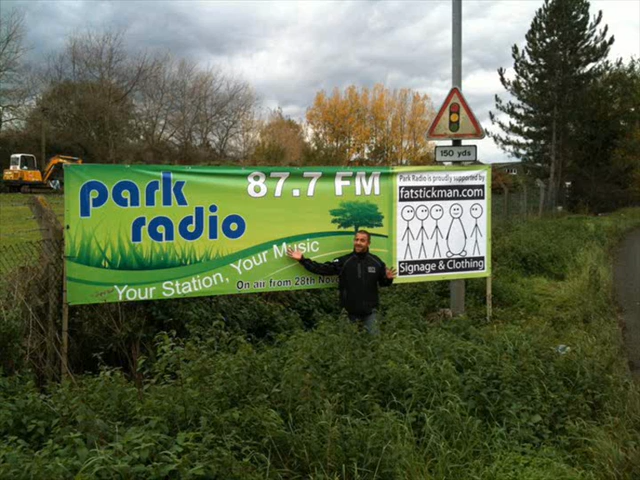 park
radio
87.7 FM
Your Station, Your Music
On air from 28th Nov
Park Radio is proudly supported by
fatstickman.com
Signage & Clothing
150 yds